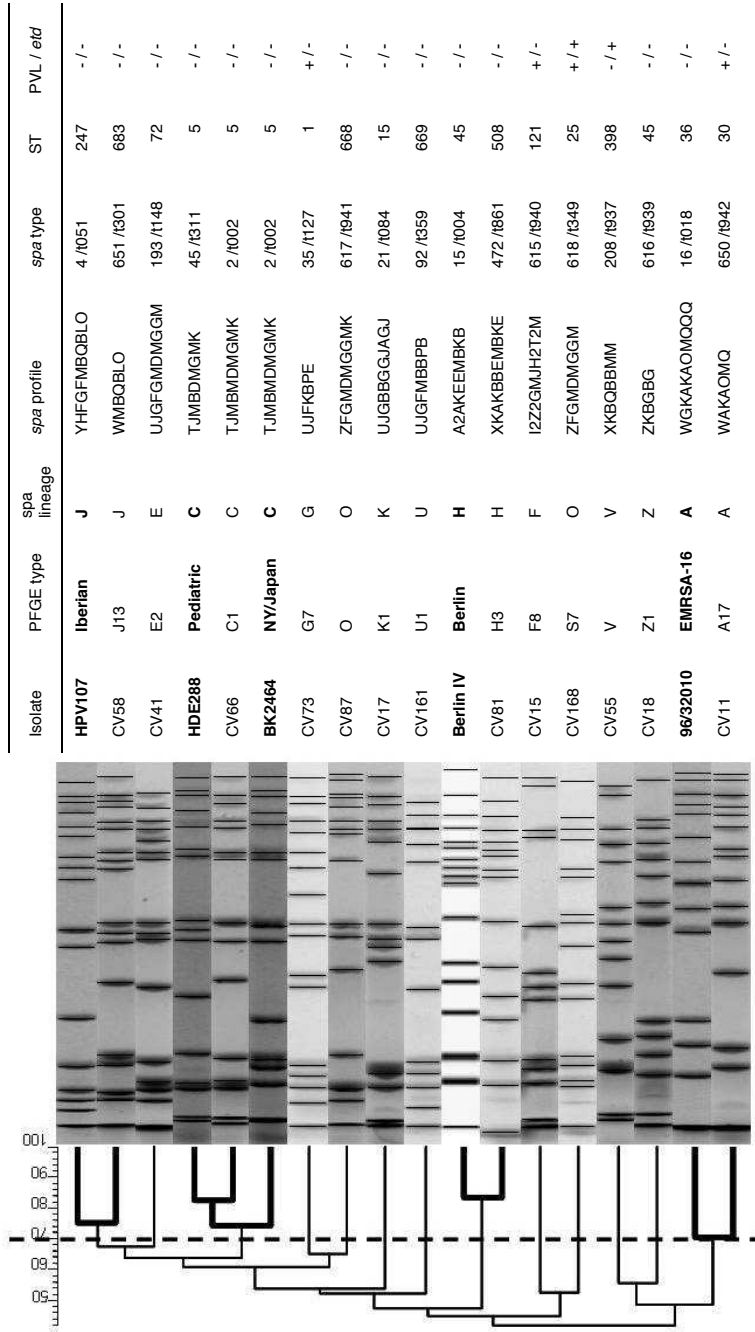 Isolate PFGE type spa lineage spa profile spa type ST PVL / etd
HPV107 Iberian J YHFGFMBQBLO 4 /t051 247 - / -
CV58 J13 J WMBQBLO 651 /t301 683 - / -
CV41 E2 E UJGFGMDMGGM 193 /t148 72 - / -
HDE288 Pediatric C TJMBDMGMK 45 /t311 5 - / -
CV66 C1 C TJMBMDMGMK 2 /t002 5 - / -
BK2464 NY/Japan C TJMBMDMGMK 2 /t002 5 - / -
CV73 G7 G UJFKBPE 35 /t127 1 + / -
CV87 O O ZFGMDMGGMK 617 /t941 668 - / -
CV17 K1 K UJGBBGGJAGJ 21 /t084 15 - / -
CV161 U1 U UJGFMBBPB 92 /t359 669 - / -
Berlin IV Berlin H A2AKEEMBKB 15 /t004 45 - / -
CV81 H3 H XKAKBBEMBKE 472 /t861 508 - / -
CV15 F8 F I2Z2GMJH2T2M 615 /t940 121 + / -
CV168 S7 O ZFGMDMGGM 618 /t349 25 + / +
CV55 V V XKBQBBMM 208 /t937 398 - / +
CV18 Z1 Z ZKBGBG 616 /t939 45 - / -
96/32010 EMRSA-16 A WGKAKAOMQQQ 16 /t018 36 - / -
CV11 A17 A WAKAOMQ 650 /t942 30 + / -
50 60 70 80 90 100